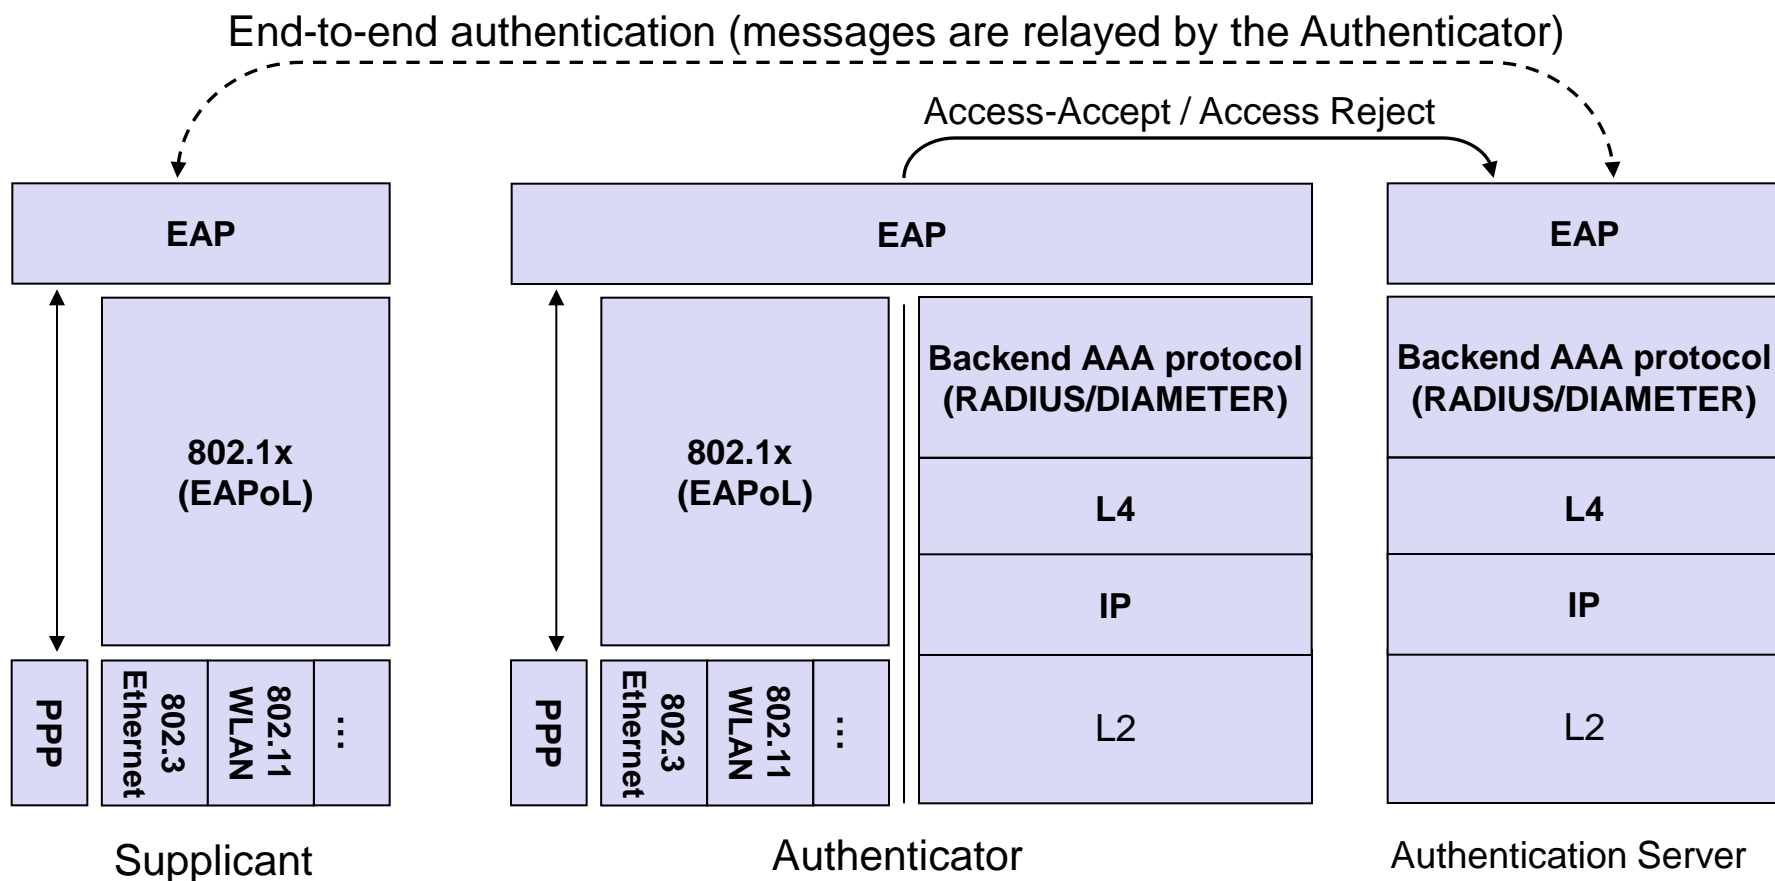 End-to-end authentication (messages are relayed by the Authenticator)
Access-Accept / Access Reject
EAP
EAP
EAP
802.1x
(EAPoL)
802.1x
(EAPoL)
Backend AAA protocol
(RADIUS/DIAMETER)
Backend AAA protocol
(RADIUS/DIAMETER)
L4
L4
IP
IP
PPP
802.3
Ethernet
802.11
WLAN
...
PPP
802.3
Ethernet
802.11
WLAN
...
L2
L2
Supplicant
Authenticator
Authentication Server